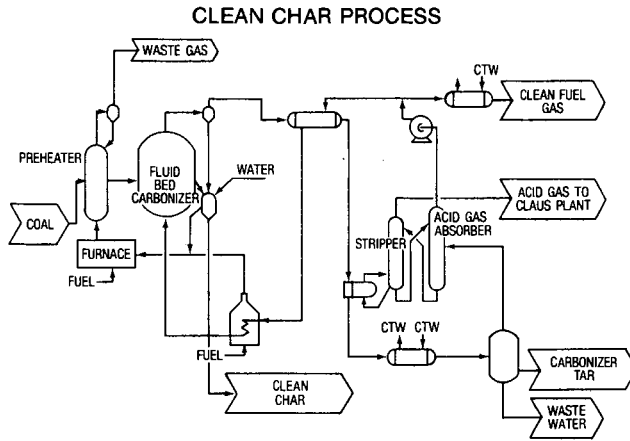 CLEAN CHAR PROCESS
WASTE GAS
CTW
CLEAN FUEL
GAS
PREHEATER
FLUID
BED
CARBONIZER
WATER
ACID GAS TO
CLAUS PLANT
COAL
STRIPPER
ACID GAS
ABSORBER
FURNACE
FUEL
CTW
CTW
FUEL
CLEAN
CHAR
CARBONIZER
TAR
WASTE
WATER